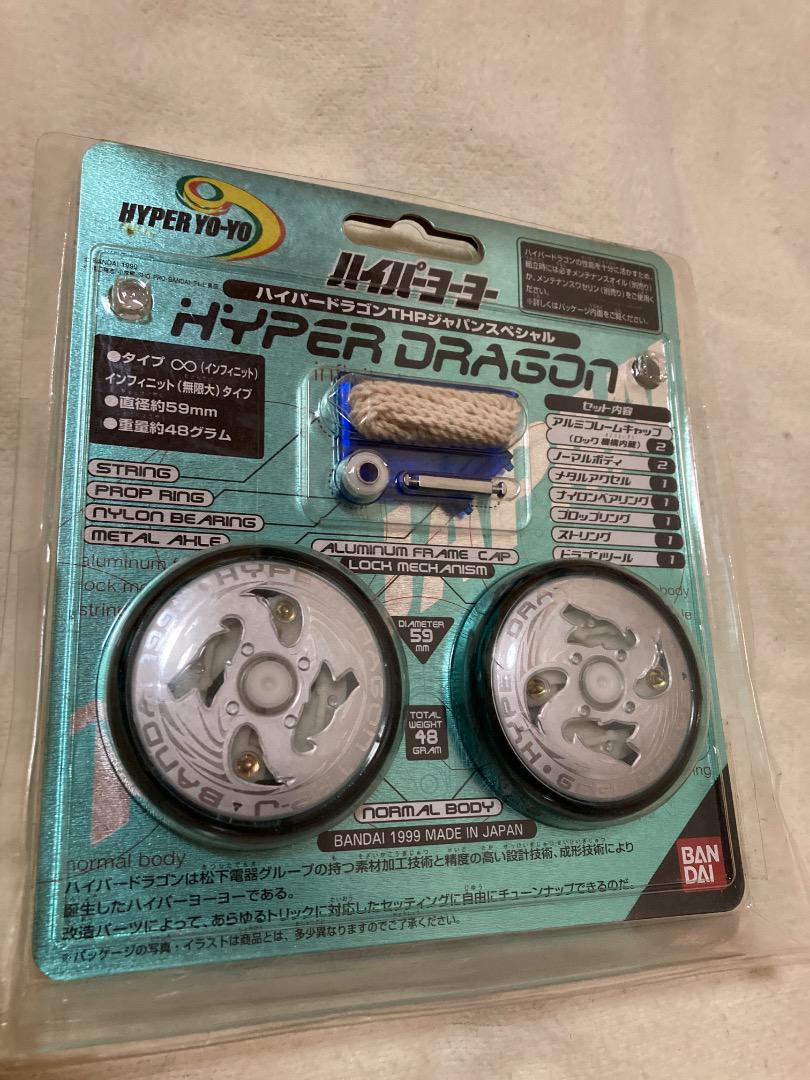 HYPER YO-YO
ハイパーヨーヨー
ハイパードラゴンTHPジャパンスペシャル
HYPER DRAGON
ハイパードラゴンの性能を十分に活かすため、
組立時には必ずメンテナンスオイル(別売り)
か、メンテナンスワセリン(別売り)をご使用く
ださい。
※詳しくはパッケージ内面をご覧ください。
●タイプ ∞(インフィニット)
インフィニット(無限大)タイプ
●直径約59mm
●重量約48グラム
セット内容
アルミフレームキャップ
(ロック機構内蔵) 2
ノーマルボディ 2
メタルアクセル 1
ナイロンベアリング 1
プロップリング 1
ストリング 1
ドラゴンツール 1
STRING
PROP RING
NYLON BEARING
METAL AXLE
ALUMINUM FRAME CAP
LOCK MECHANISM
DIAMETER
59
mm
TOTAL
WEIGHT
48
GRAM
NORMAL BODY
BANDAI 1999 MADE IN JAPAN
normal body
BAN
DAI
ハイパードラゴンは松下電器グループの持つ素材加工技術と精度の高い設計技術、成形技術により
誕生したハイパーヨーヨーである。
改造パーツによって、あらゆるトリックに対応したセッティングに自由にチューンナップできるのだ。
※パッケージの写真・イラストは商品とは、多少異なりますのでご了承ください。